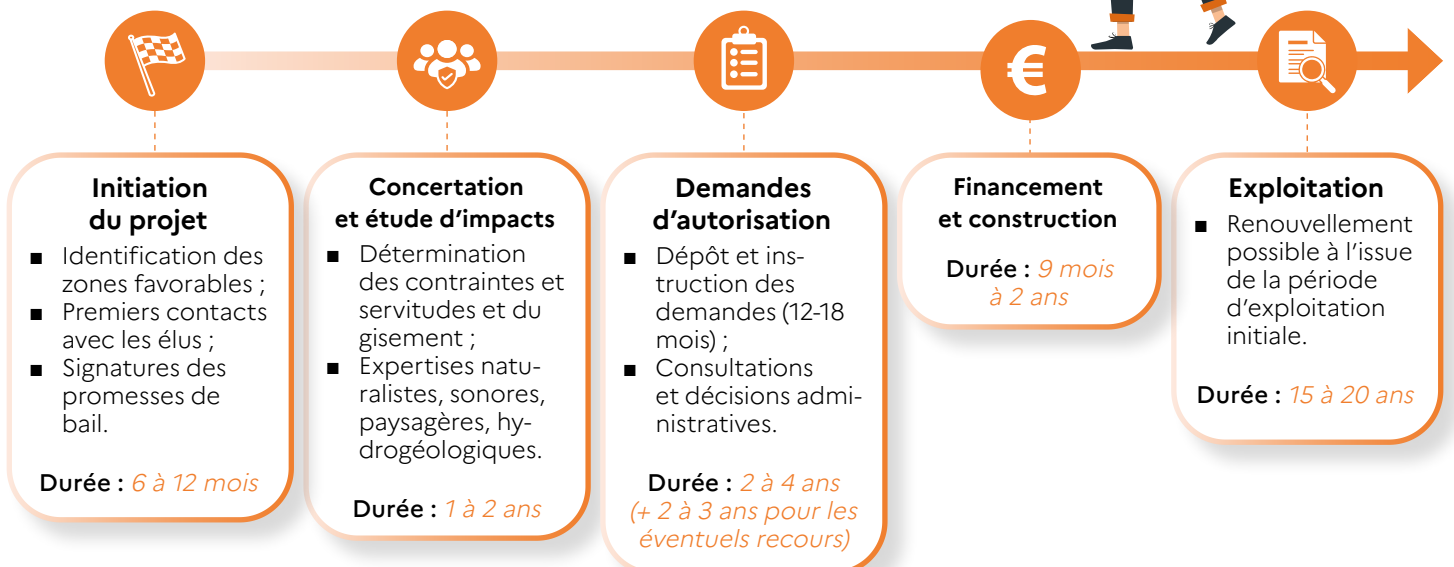 Initiation
du projet
■ Identification des
zones favorables ;
■ Premiers contacts
avec les élus ;
■ Signatures des
promesses de
bail.
Durée : 6 à 12 mois
Concertation
et étude d’impacts
■ Détermination
des contraintes et
servitudes et du
gisement ;
■ Expertises natu-
ralistes, sonores,
paysagères, hy-
drogéologiques.
Durée : 1 à 2 ans
Demandes
d’autorisation
■ Dépôt et ins-
truction des
demandes (12-18
mois) ;
■ Consultations
et décisions admi-
nistratives.
Durée : 2 à 4 ans
(+ 2 à 3 ans pour les
éventuels recours)
€
Financement
et construction
Durée : 9 mois
à 2 ans
Exploitation
■ Renouvellement
possible à l’issue
de la période
d’exploitation
initiale.
Durée : 15 à 20 ans